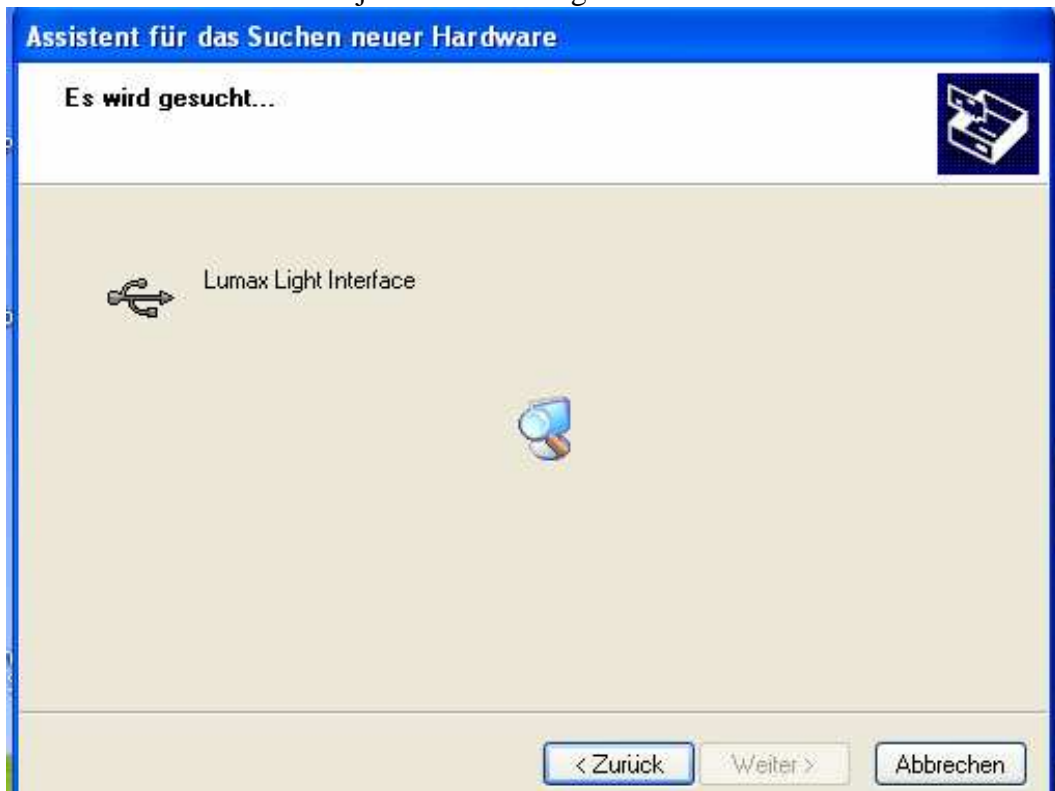 Assistent für das Suchen neuer Hardware
Es wird gesucht...
Lumax Light Interface
< Zurück
Weiter >
Abbrechen